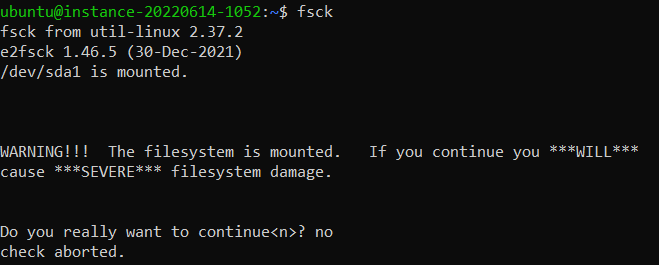 ubuntu@instance-20220614-1052:~$ fsck
fsck from util-linux 2.37.2
e2fsck 1.46.5 (30-Dec-2021)
/dev/sda1 is mounted.
WARNING!!!  The filesystem is mounted.   If you continue you ***WILL***
cause ***SEVERE*** filesystem damage.
Do you really want to continue<n>? no
check aborted.